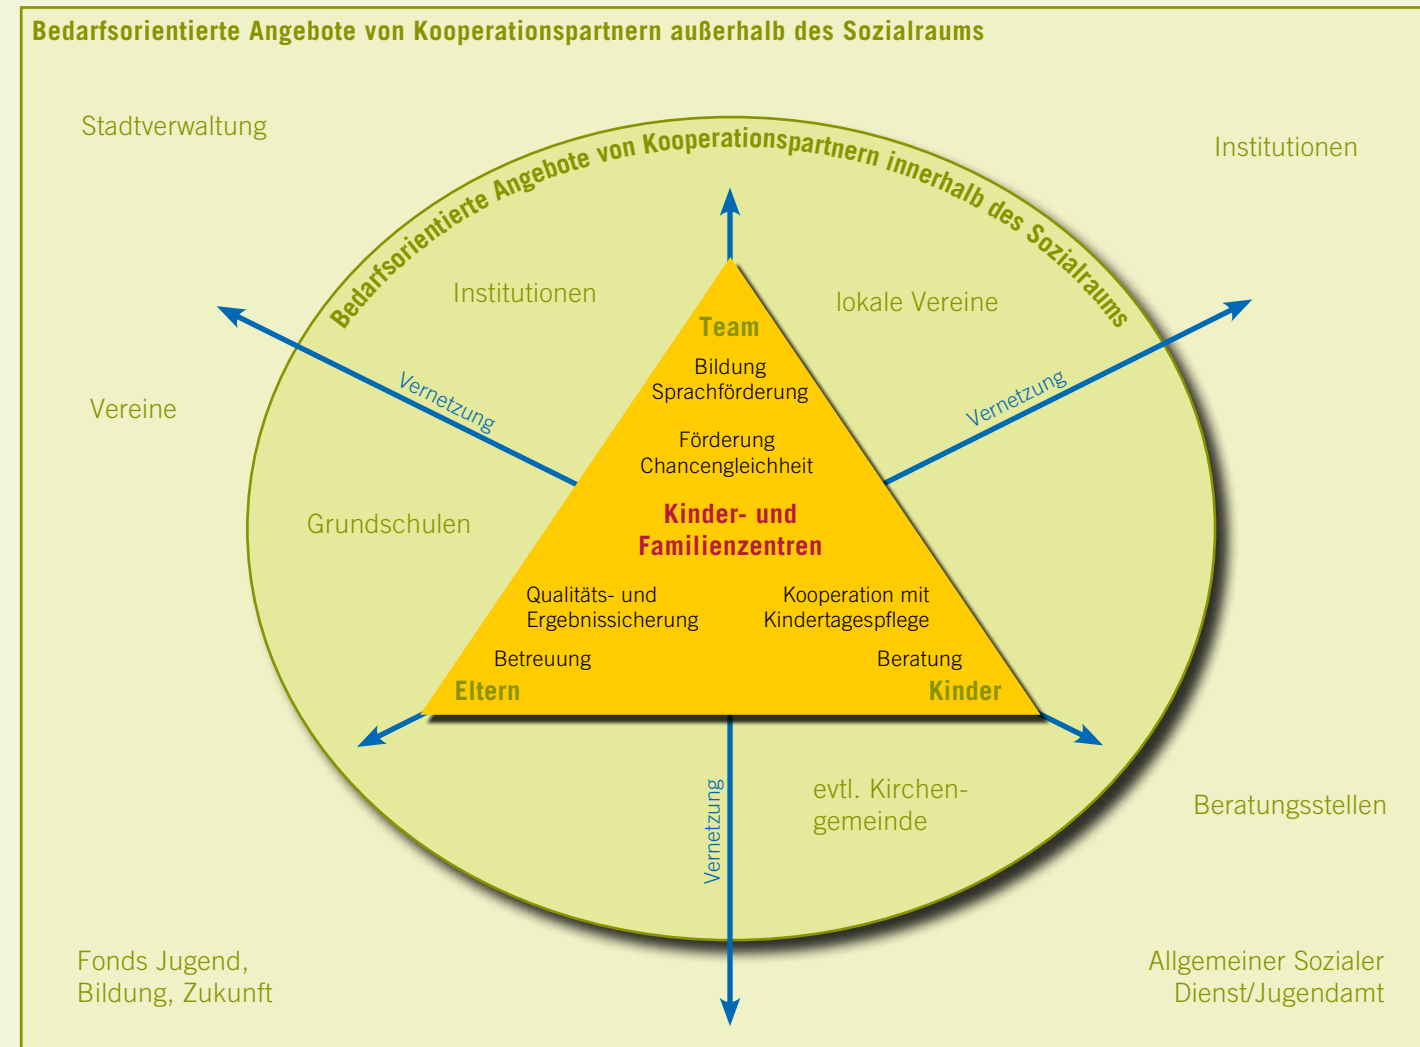 Bedarfsorientierte Angebote von Kooperationspartnern außerhalb des Sozialraums
Stadtverwaltung
Institutionen
Bedarfsorientierte Angebote von Kooperationspartnern innerhalb des Sozialraums
Institutionen
lokale Vereine
Team
Bildung
Sprachförderung
Vernetzung
Vernetzung
Vereine
Förderung
Chancengleichheit
Kinder- und
Familienzentren
Grundschulen
Qualitäts- und
Ergebnissicherung
Kooperation mit
Kindertagespflege
Betreuung
Beratung
Eltern
Kinder
Vernetzung
evtl. Kirchen-
gemeinde
Beratungsstellen
Fonds Jugend,
Bildung, Zukunft
Allgemeiner Sozialer
Dienst/Jugendamt